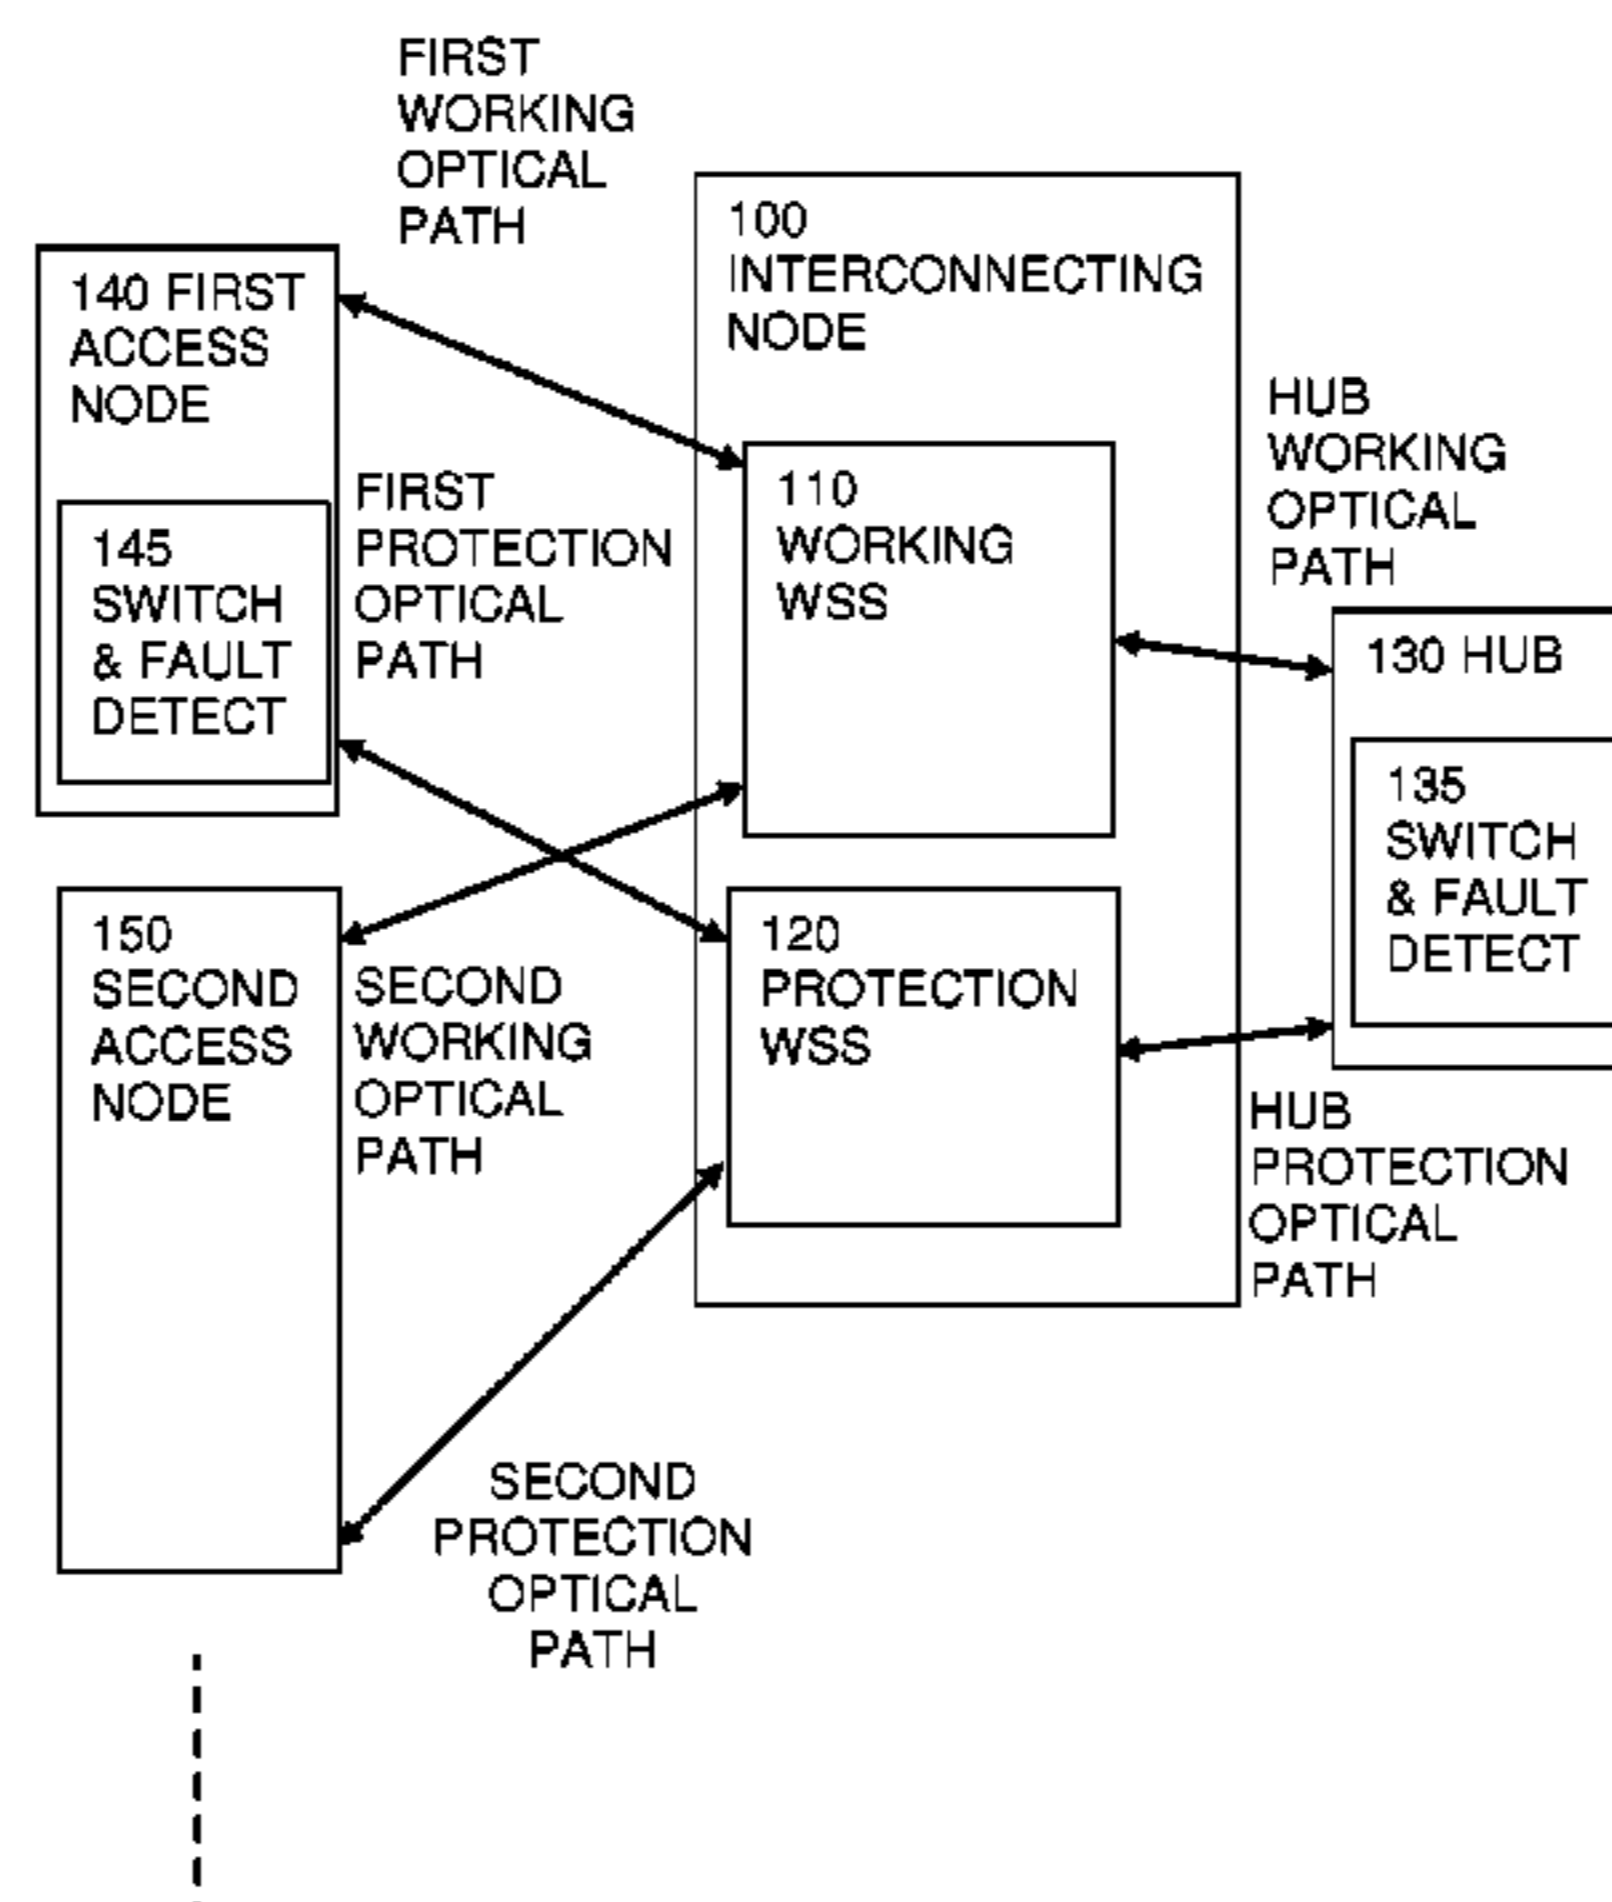 FIRST
WORKING
OPTICAL
PATH
100
INTERCONNECTING
NODE
140 FIRST
ACCESS
NODE
HUB
WORKING
OPTICAL
PATH
FIRST
PROTECTION
OPTICAL
PATH
110
WORKING
WSS
145
SWITCH
& FAULT
DETECT
130 HUB
135
SWITCH
& FAULT
DETECT
150
SECOND
ACCESS
NODE
SECOND
WORKING
OPTICAL
PATH
120
PROTECTION
WSS
HUB
PROTECTION
OPTICAL
PATH
SECOND
PROTECTION
OPTICAL
PATH